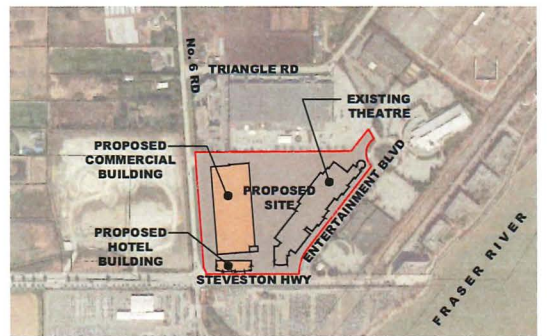 No. 6 RD
TRIANGLE RD
EXISTING
THEATRE
PROPOSED
COMMERCIAL
BUILDING
PROPOSED
SITE
ENTERTAINMENT BLVD
PROPOSED
HOTEL
BUILDING
STEVESTON HWY
FRASER RIVER